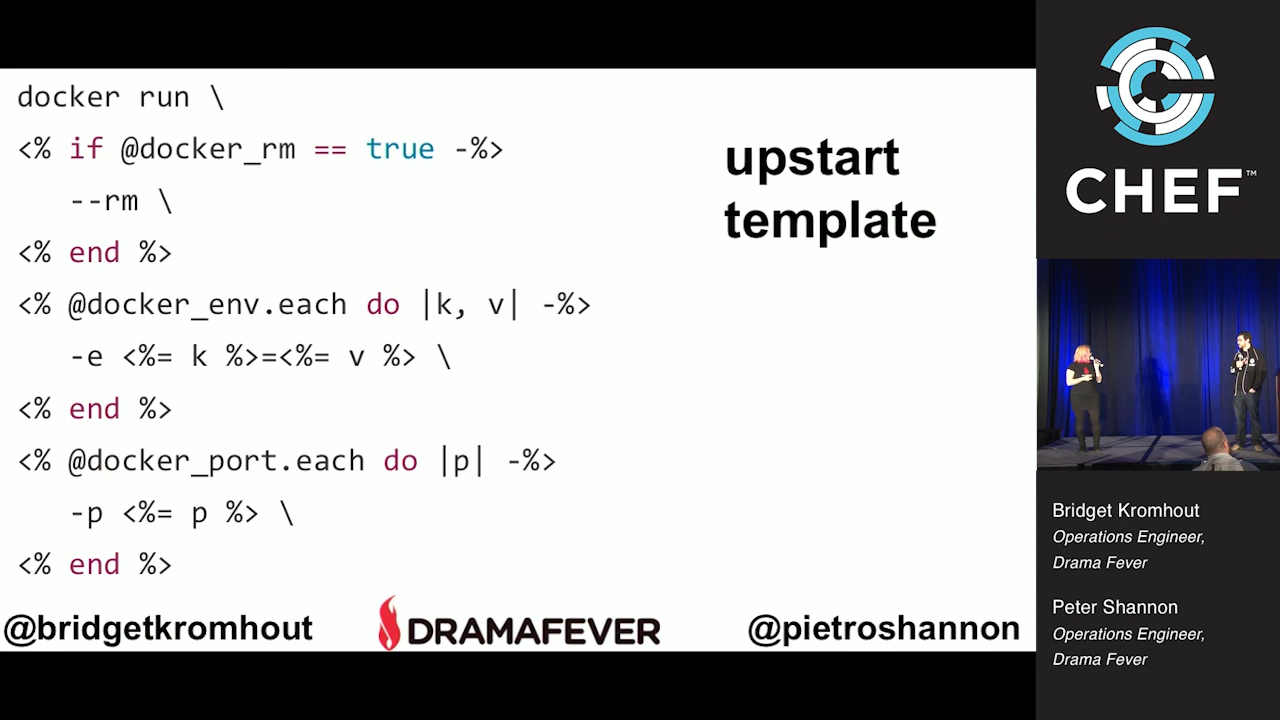 docker run \
<% if @docker_rm == true -%>
--rm \
<% end %>
<% @docker_env.each do |k, v| -%>
-e <%= k %>=<%= v %> \
<% end %>
<% @docker_port.each do |p| -%>
-p <%= p %> \
<% end %>
upstart
template
@bridgetkromhout
DRAMAFEVER
@pietroshannon
CHEF™
Bridget Kromhout
Operations Engineer,
Drama Fever
Peter Shannon
Operations Engineer,
Drama Fever